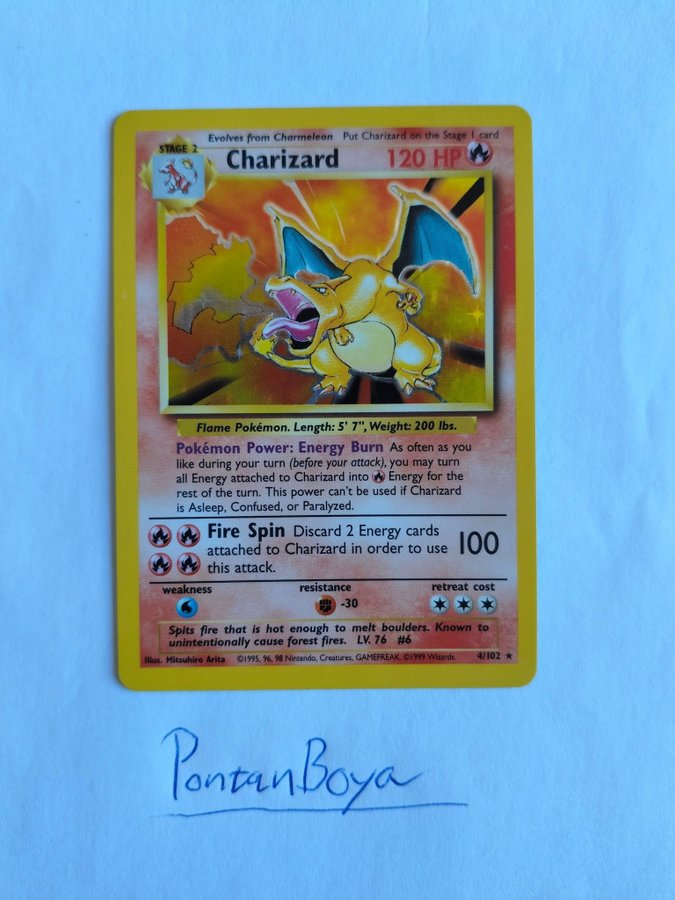 Evolves from Charmeleon Put Charizard on the Stage 1 card
STAGE 2
Charizard 120 HP
Flame Pokémon. Length: 5' 7", Weight: 200 lbs.
Pokémon Power: Energy Burn As often as you
like during your turn (before your attack), you may turn
all Energy attached to Charizard into Energy for the
rest of the turn. This power can't be used if Charizard
is Asleep, Confused, or Paralyzed.
Fire Spin Discard 2 Energy cards
attached to Charizard in order to use 100
this attack.
weakness resistance retreat cost
-30
Spits fire that is hot enough to melt boulders. Known to
unintentionally cause forest fires. LV. 76 #6
Illus. Mitsuhiro Arita ©1995, 96, 98 Nintendo, Creatures, GAMEFREAK. ©1999 Wizards. 4/102 ★
PontanBoya